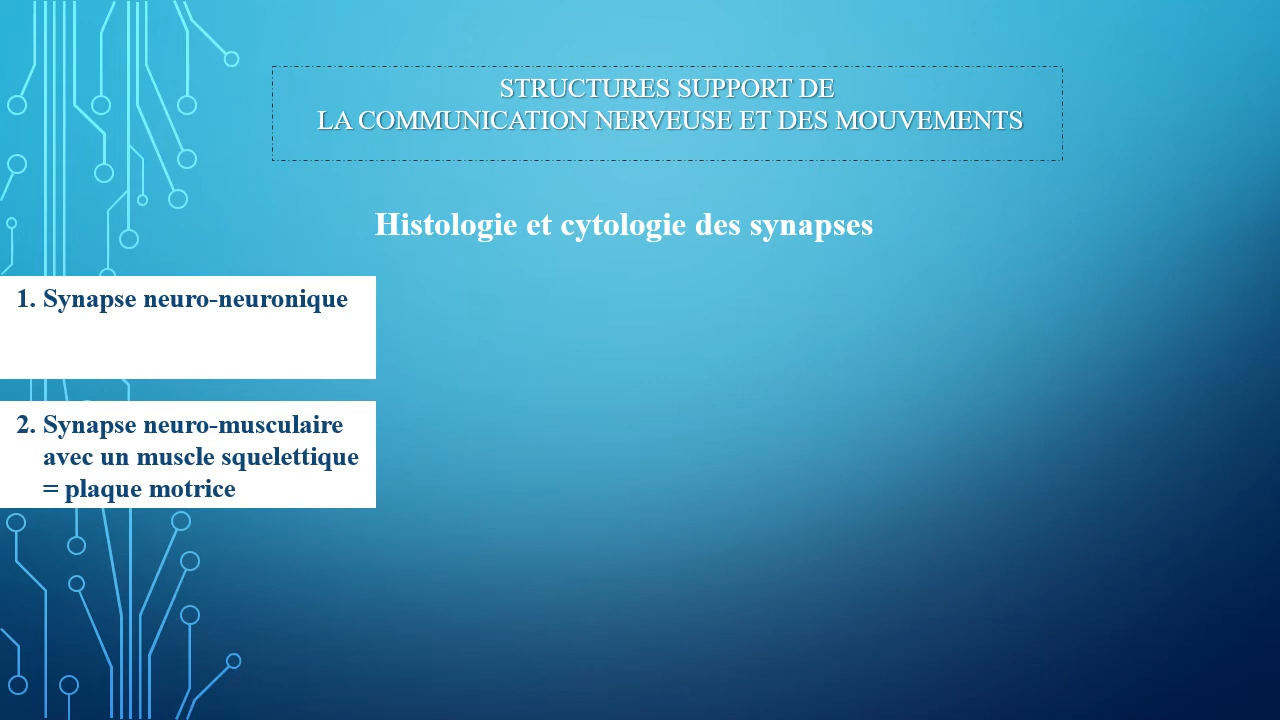 STRUCTURES SUPPORT DE
LA COMMUNICATION NERVEUSE ET DES MOUVEMENTS
Histologie et cytologie des synapses
1. Synapse neuro-neuronique
2. Synapse neuro-musculaire
avec un muscle squelettique
= plaque motrice